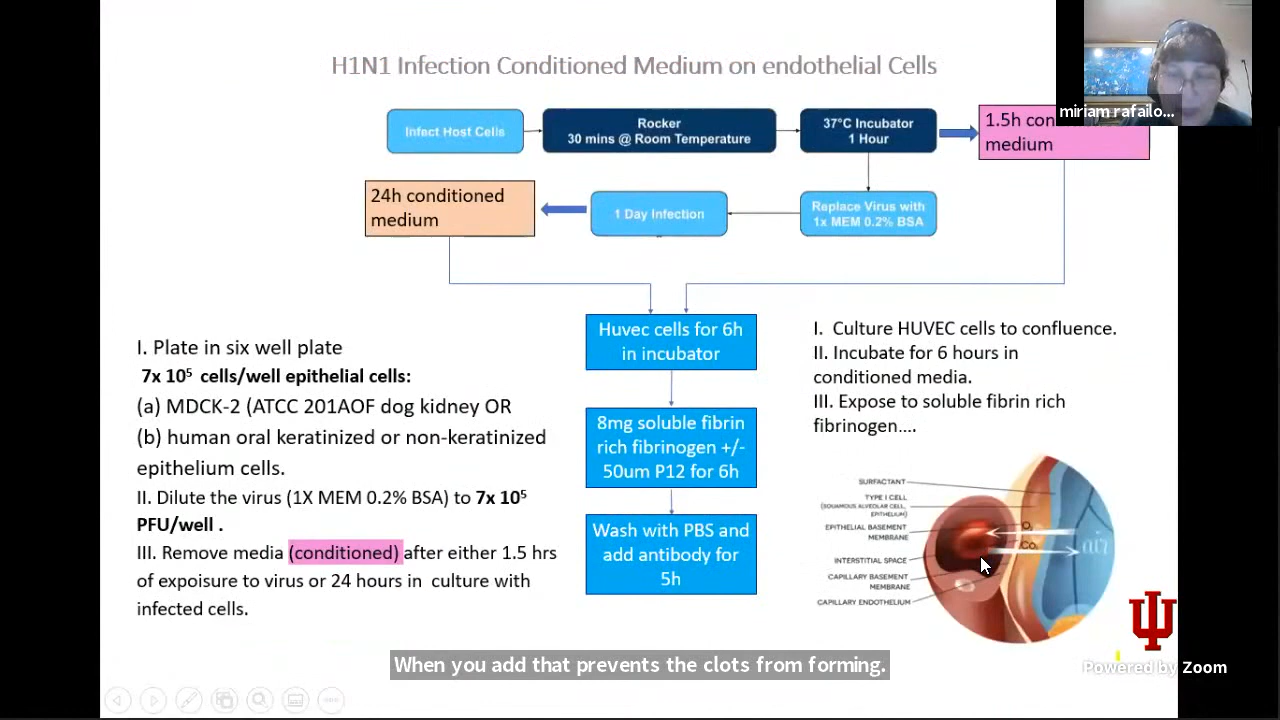 H1N1 Infection Conditioned Medium on endothelial Cells
miriam rafailo...
Infect Host Cells
Rocker
30 mins @ Room Temperature
37°C Incubator
1 Hour
1.5h con
medium
24h conditioned
medium
1 Day Infection
Replace Virus with
1x MEM 0.2% BSA
Huvec cells for 6h
in incubator
8mg soluble fibrin
rich fibrinogen +/-
50um P12 for 6h
Wash with PBS and
add antibody for
5h
I. Plate in six well plate
7x 10⁵ cells/well epithelial cells:
(a) MDCK-2 (ATCC 201AOF dog kidney OR
(b) human oral keratinized or non-keratinized
epithelium cells.
II. Dilute the virus (1X MEM 0.2% BSA) to 7x 10⁵
PFU/well .
III. Remove media (conditioned) after either 1.5 hrs
of expoisure to virus or 24 hours in culture with
infected cells.
I. Culture HUVEC cells to confluence.
II. Incubate for 6 hours in
conditioned media.
III. Expose to soluble fibrin rich
fibrinogen....
SURFACTANT
TYPE I CELL
(SQUAMOUS ALVEOLAR CELL,
EPITHELIUM)
EPITHELIAL BASEMENT
MEMBRANE
INTERSTITIAL SPACE
CAPILLARY BASEMENT
MEMBRANE
CAPILLARY ENDOTHELIUM
O₂
CO₂
air
When you add that prevents the clots from forming.
Powered by Zoom